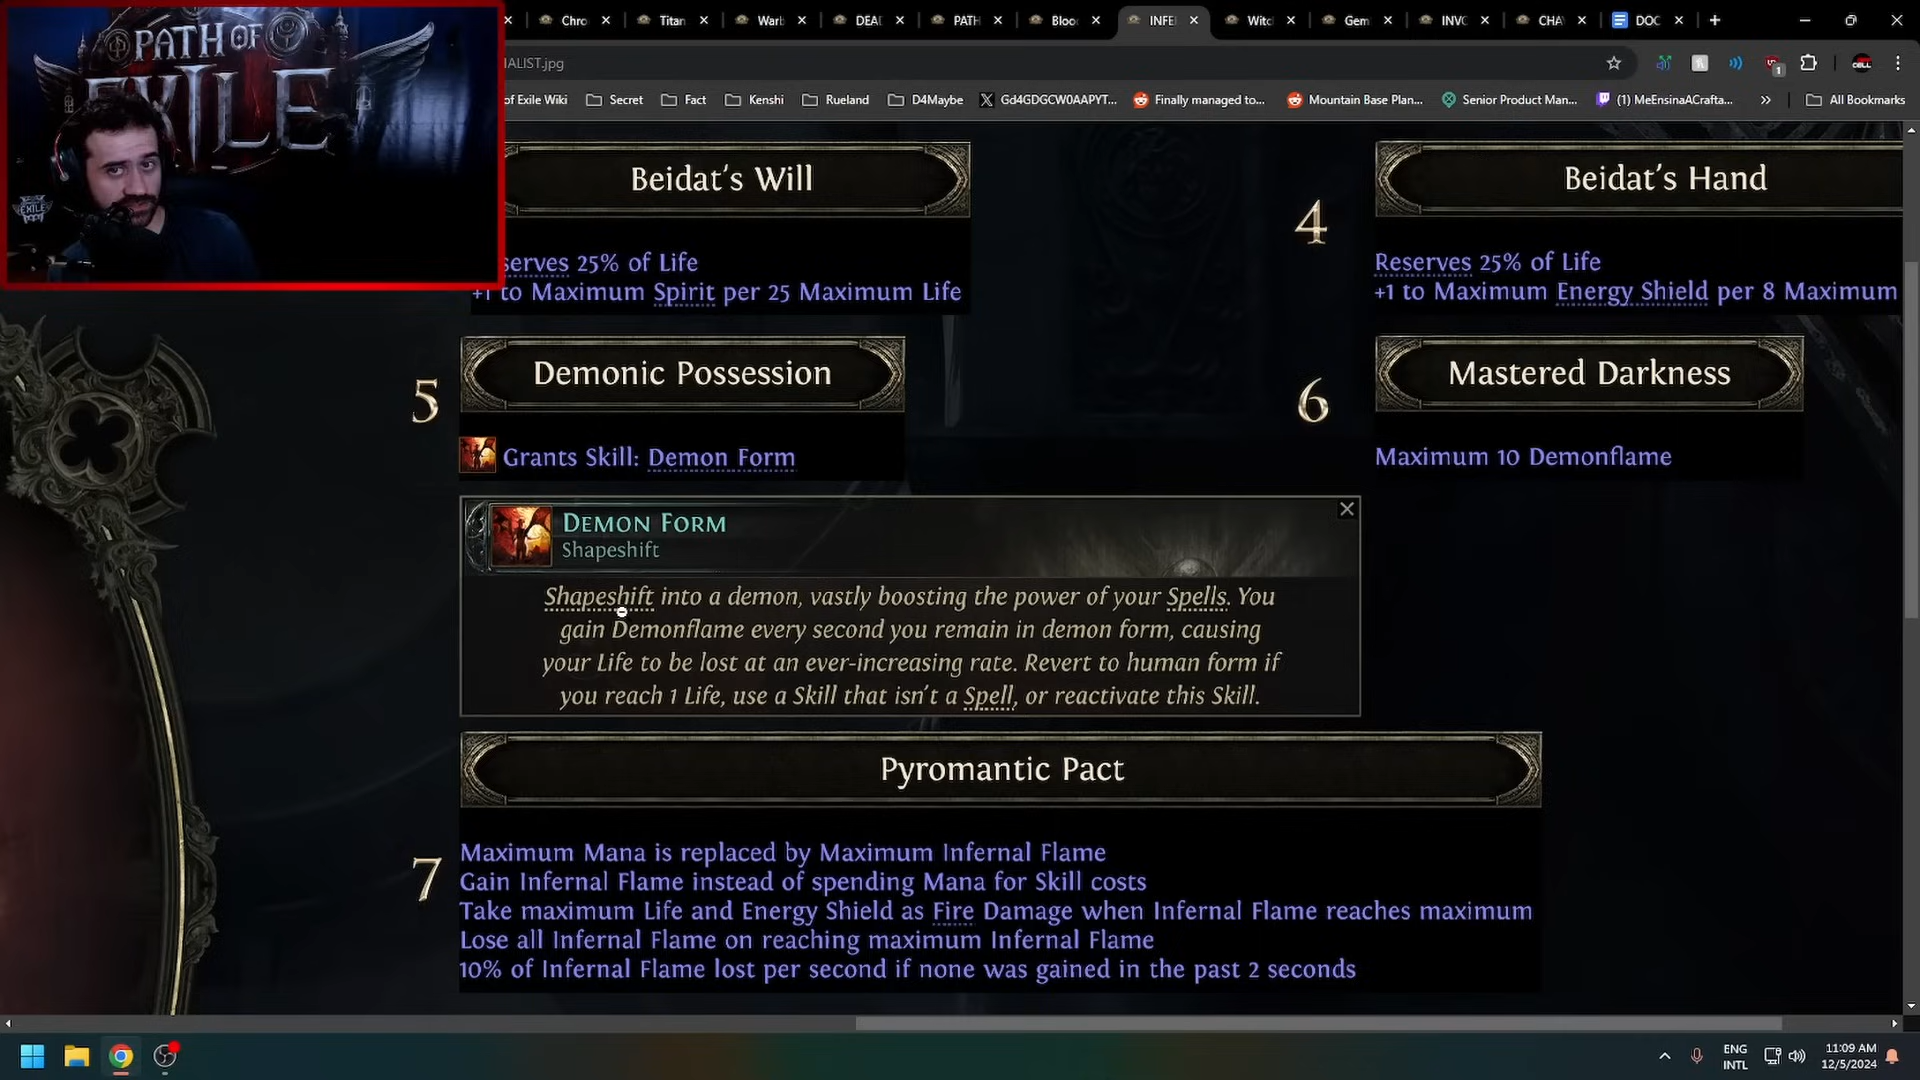 Chro
Titan
Warb
DEA
PATH
Bloo
INFE
Witc
Gem
INVO
CHA
DOC
IALIST.jpg
of Exile Wiki
Secret
Fact
Kenshi
Rueland
D4Maybe
Gd4GDGCW0AAPYT...
Finally managed to...
Mountain Base Plan...
Senior Product Man...
(1) MeEnsinaACrafta...
All Bookmarks
PATH OF
EXILE
Beidat's Will
serves 25% of Life
+1 to Maximum Spirit per 25 Maximum Life
4
Beidat's Hand
Reserves 25% of Life
+1 to Maximum Energy Shield per 8 Maximum
5
Demonic Possession
Grants Skill: Demon Form
6
Mastered Darkness
Maximum 10 Demonflame
DEMON FORM
Shapeshift
Shapeshift into a demon, vastly boosting the power of your Spells. You
gain Demonflame every second you remain in demon form, causing
your Life to be lost at an ever-increasing rate. Revert to human form if
you reach 1 Life, use a Skill that isn't a Spell, or reactivate this Skill.
Pyromantic Pact
7
Maximum Mana is replaced by Maximum Infernal Flame
Gain Infernal Flame instead of spending Mana for Skill costs
Take maximum Life and Energy Shield as Fire Damage when Infernal Flame reaches maximum
Lose all Infernal Flame on reaching maximum Infernal Flame
10% of Infernal Flame lost per second if none was gained in the past 2 seconds
ENG
INTL
11:09 AM
12/5/2024